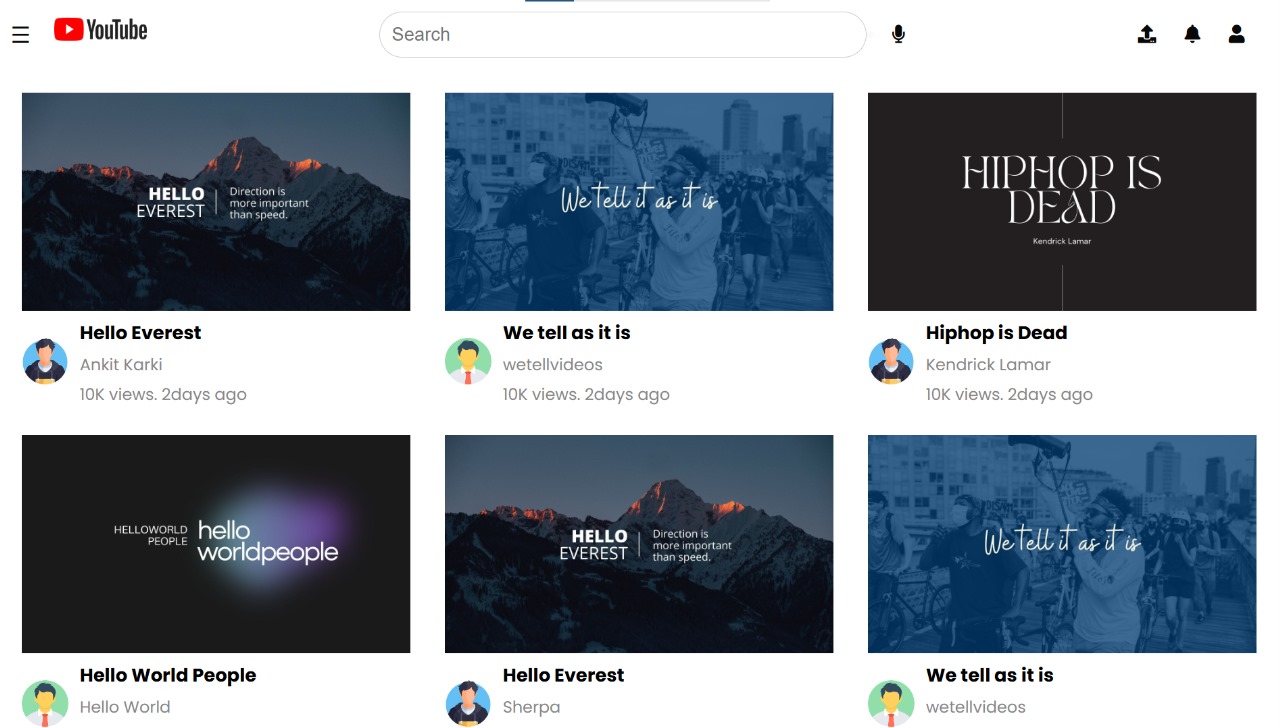 YouTube
Search
HELLO
EVEREST
Direction is
more important
than speed.
We tell it as it is
HIPHOP IS
DEAD
Kendrick Lamar
Hello Everest
Ankit Karki
10K views. 2days ago
We tell as it is
wetellvideos
10K views. 2days ago
Hiphop is Dead
Kendrick Lamar
10K views. 2days ago
HELLOWORLD
PEOPLE
hello
worldpeople
HELLO
EVEREST
Direction is
more important
than speed.
We tell it as it is
Hello World People
Hello World
Hello Everest
Sherpa
We tell as it is
wetellvideos